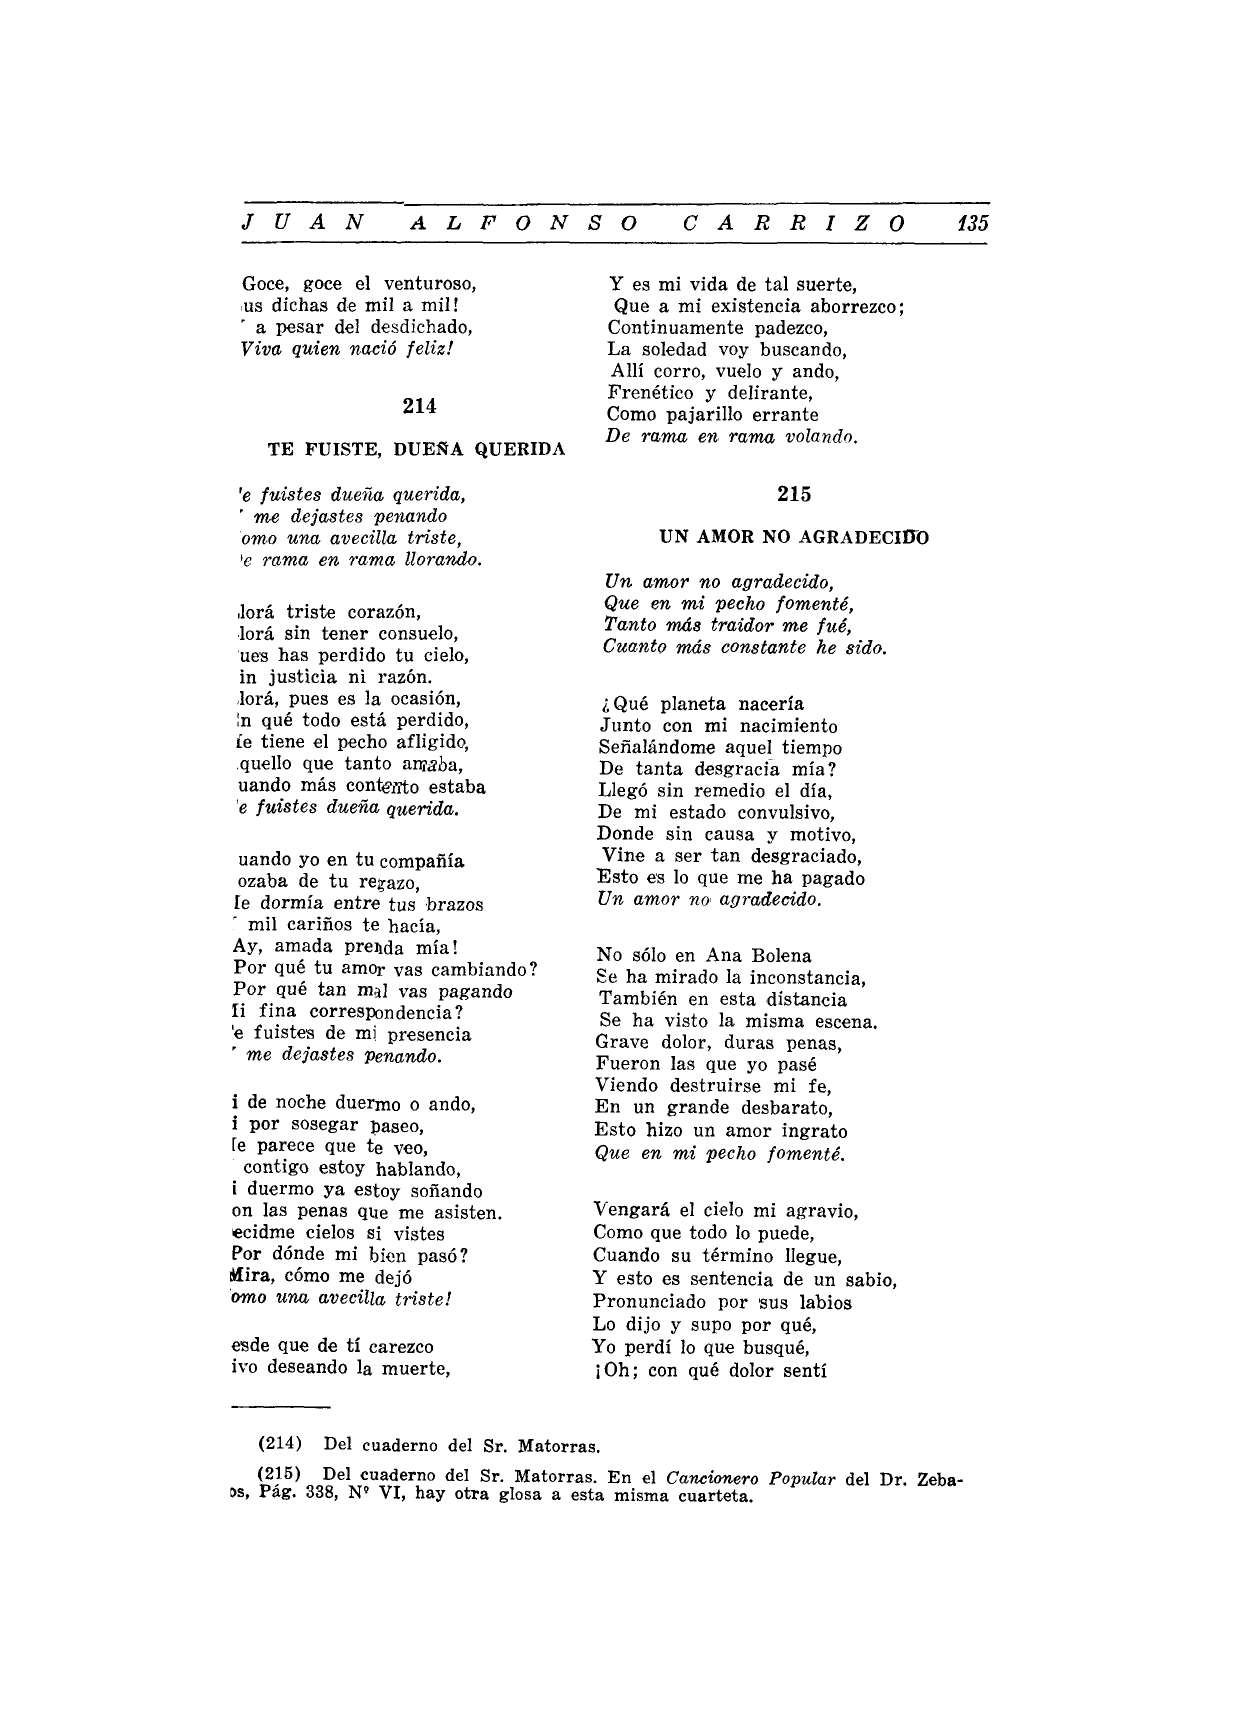 JUAN ALFONSO CARRIZO 135
Goce, goce el venturoso,
us dichas de mil a mil!
a pesar del desdichado,
Viva quien nació feliz!
214
TE FUISTE, DUEÑA QUERIDA
'e fuistes dueña querida,
me dejastes penando
omo una avecilla triste,
'e rama en rama llorando.
lorá triste corazón,
lorá sin tener consuelo,
ues has perdido tu cielo,
in justicia ni razón.
lorá, pues es la ocasión,
n qué todo está perdido,
e tiene el pecho afligido,
quello que tanto amaba,
uando más contento estaba
'e fuistes dueña querida.
uando yo en tu compañía
ozaba de tu regazo,
e dormía entre tus brazos
mil cariños te hacía,
Ay, amada prenda mía!
Por qué tu amor vas cambiando?
Por qué tan mal vas pagando
i fina correspondencia?
'e fuistes de mi presencia
me dejastes penando.
i de noche duermo o ando,
i por sosegar paseo,
e parece que te veo,
contigo estoy hablando,
i duermo ya estoy soñando
on las penas que me asisten.
ecidme cielos si vistes
Por dónde mi bien pasó?
Mira, cómo me dejó
omo una avecilla triste!
esde que de tí carezco
ivo deseando la muerte,
Y es mi vida de tal suerte,
Que a mi existencia aborrezco;
Continuamente padezco,
La soledad voy buscando,
Allí corro, vuelo y ando,
Frenético y delirante,
Como pajarillo errante
De rama en rama volando.
215
UN AMOR NO AGRADECIDO
Un amor no agradecido,
Que en mi pecho fomenté,
Tanto más traidor me fué,
Cuanto más constante he sido.
¿Qué planeta nacería
Junto con mi nacimiento
Señalándome aquel tiempo
De tanta desgracia mía?
Llegó sin remedio el día,
De mi estado convulsivo,
Donde sin causa y motivo,
Vine a ser tan desgraciado,
Esto es lo que me ha pagado
Un amor no agradecido.
No sólo en Ana Bolena
Se ha mirado la inconstancia,
También en esta distancia
Se ha visto la misma escena.
Grave dolor, duras penas,
Fueron las que yo pasé
Viendo destruirse mi fe,
En un grande desbarato,
Esto hizo un amor ingrato
Que en mi pecho fomenté.
Vengará el cielo mi agravio,
Como que todo lo puede,
Cuando su término llegue,
Y esto es sentencia de un sabio,
Pronunciado por sus labios
Lo dijo y supo por qué,
Yo perdí lo que busqué,
¡Oh; con qué dolor sentí
(214) Del cuaderno del Sr. Matorras.
(215) Del cuaderno del Sr. Matorras. En el Cancionero Popular del Dr. Zeba-
os, Pág. 338, Nº VI, hay otra glosa a esta misma cuarteta.